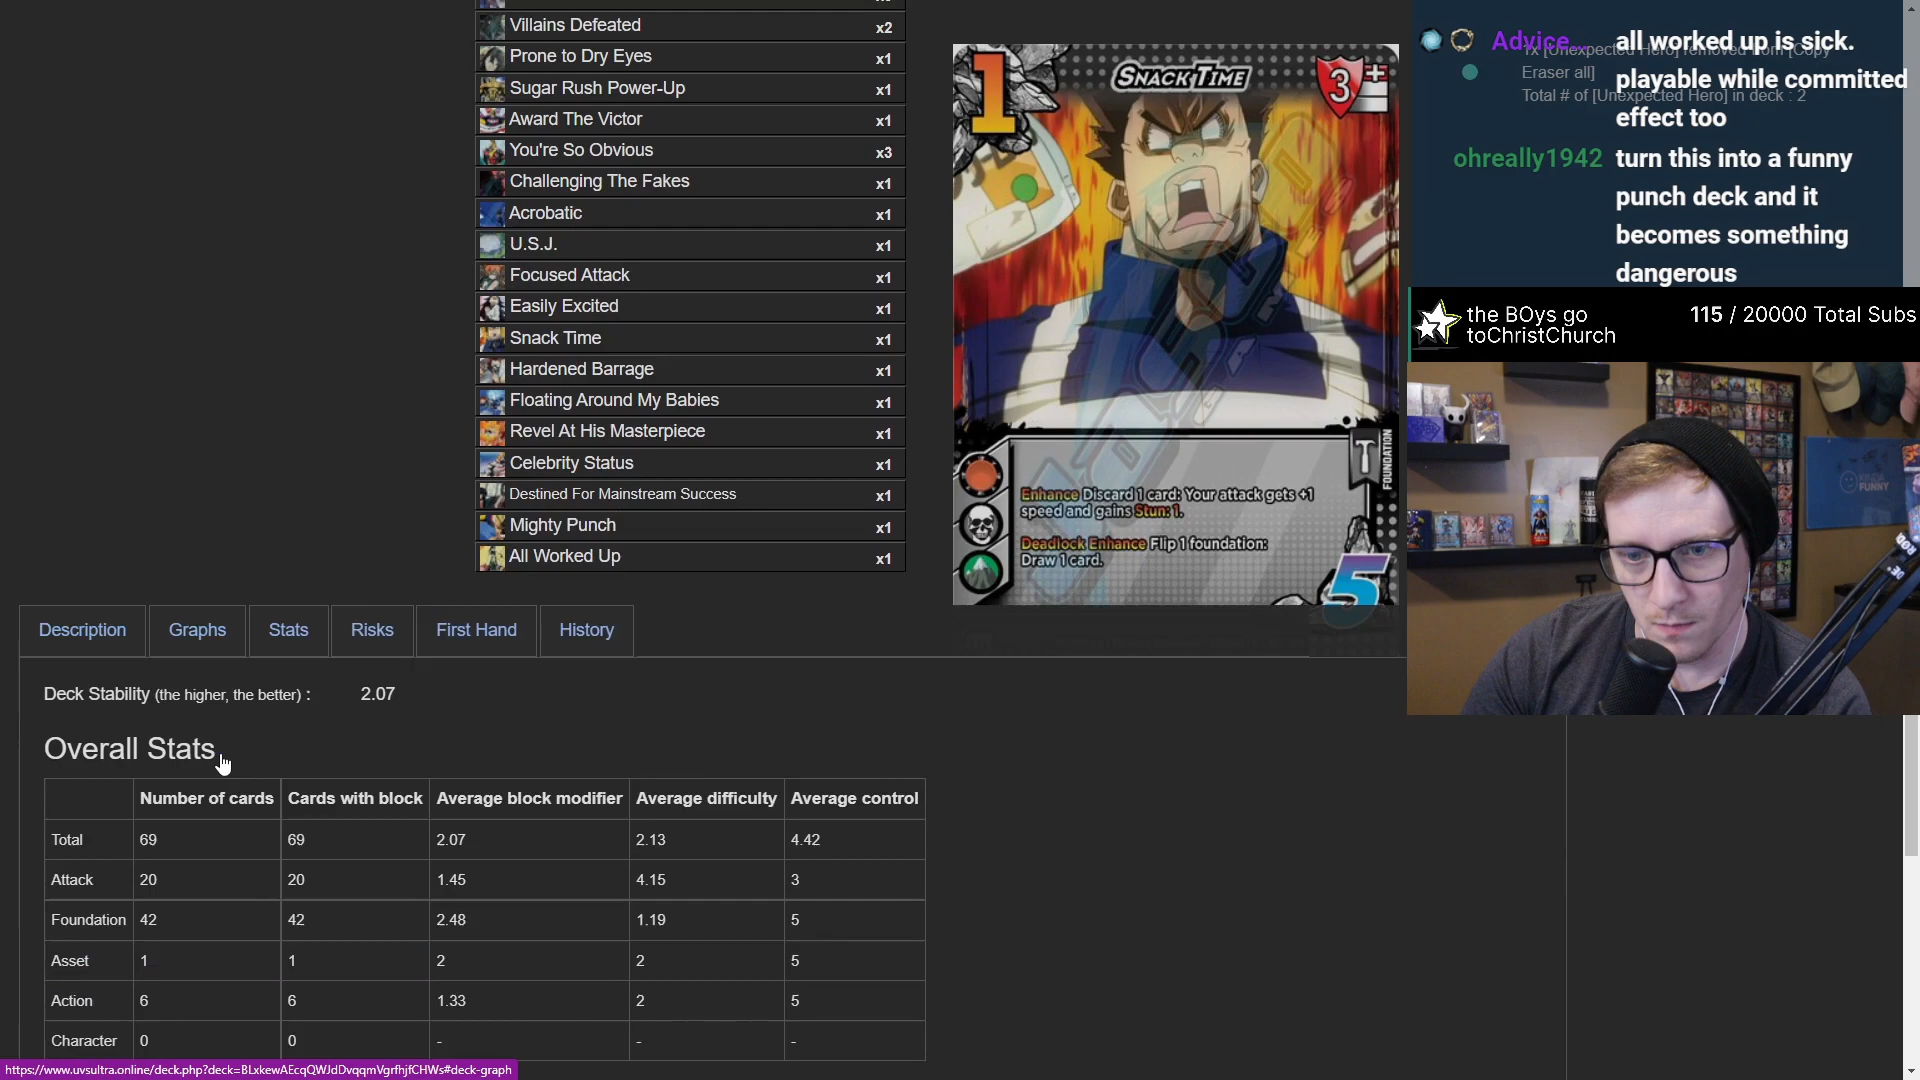 Villains Defeated x2
Prone to Dry Eyes x1
Sugar Rush Power-Up x1
Award The Victor x1
You're So Obvious x3
Challenging The Fakes x1
Acrobatic x1
U.S.J. x1
Focused Attack x1
Easily Excited x1
Snack Time x1
Hardened Barrage x1
Floating Around My Babies x1
Revel At His Masterpiece x1
Celebrity Status x1
Destined For Mainstream Success x1
Mighty Punch x1
All Worked Up x1
1
SNACK TIME
3
+
FOUNDATION
Enhance Discard 1 card: Your attack gets +1
speed and gains Stun: 1.
Deadlock Enhance Flip 1 foundation:
Draw 1 card.
5
Advice... all worked up is sick.
playable while committed
effect too
1x [Unexpected Hero] removed from [Copy
Eraser all]
Total # of [Unexpected Hero] in deck : 2
ohreally1942 turn this into a funny
punch deck and it
becomes something
dangerous
the BOys go
toChristChurch
115 / 20000 Total Subs
Description Graphs Stats Risks First Hand History
Deck Stability (the higher, the better) : 2.07
Overall Stats
Number of cards Cards with block Average block modifier Average difficulty Average control
Total 69 69 2.07 2.13 4.42
Attack 20 20 1.45 4.15 3
Foundation 42 42 2.48 1.19 5
Asset 1 1 2 2 5
Action 6 6 1.33 2 5
Character 0 0 - - -
https://www.uvsultra.online/deck.php?deck=BLxkewAEcqQWJdDvqqmVgrfhjfCHWs#deck-graph